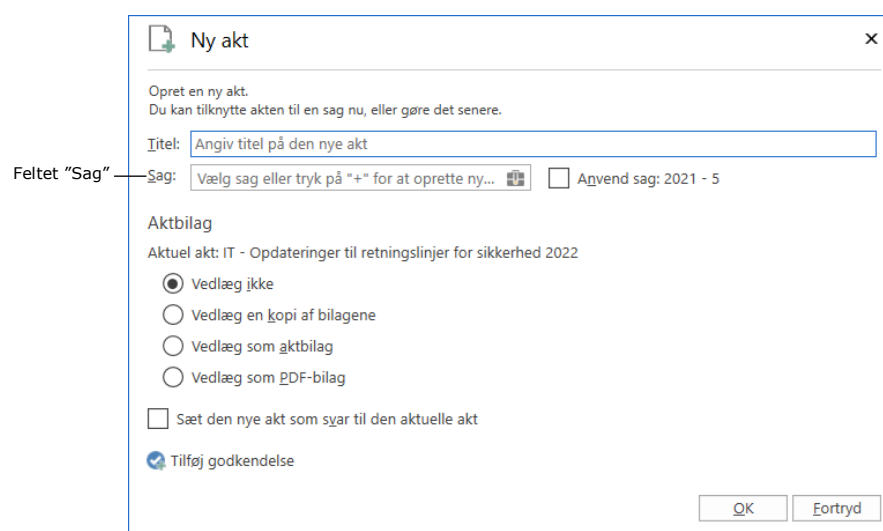 Ny akt
Opret en ny akt.
Du kan tilknytte akten til en sag nu, eller gøre det senere.
Titel: Angiv titel på den nye akt
Feltet ”Sag”
Sag: Vælg sag eller tryk på "+" for at oprette ny... Anvend sag: 2021 - 5
Aktbilag
Aktuel akt: IT - Opdateringer til retningslinjer for sikkerhed 2022
Vedlæg ikke
Vedlæg en kopi af bilagene
Vedlæg som aktbilag
Vedlæg som PDF-bilag
Sæt den nye akt som svar til den aktuelle akt
Tilføj godkendelse
OK Fortryd